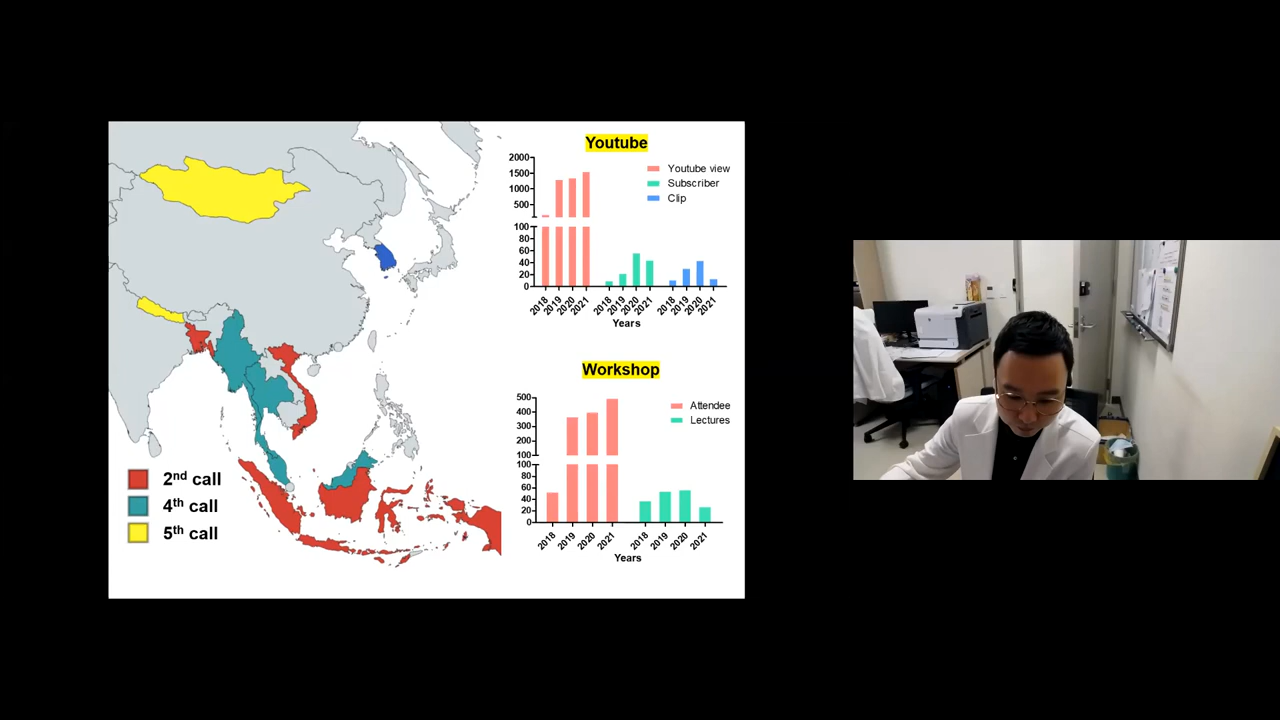 2nd call
4th call
5th call
Youtube
2000
1500
1000
500
100
80
60
40
20
0
Youtube view
Subscriber
Clip
2018 2019 2020 2021 2018 2019 2020 2021 2018 2019 2020 2021
Years
Workshop
500
400
300
200
100
100
80
60
40
20
0
Attendee
Lectures
2018 2019 2020 2021 2018 2019 2020 2021
Years